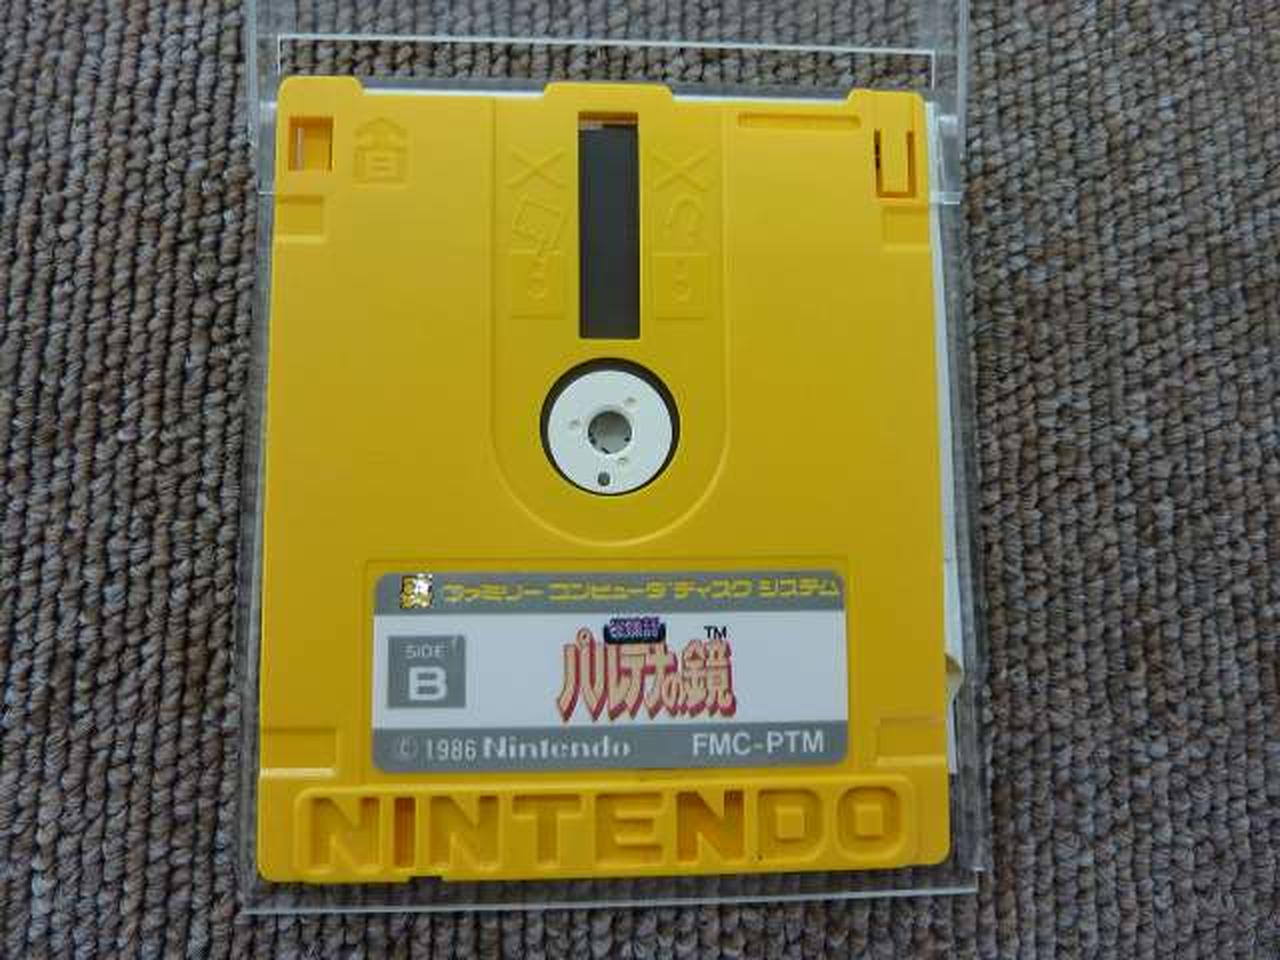 ファミリー コンピュータ ディスク システム
SIDE
B
パルテナの鏡
TM
© 1986 Nintendo
FMC-PTM
NINTENDO